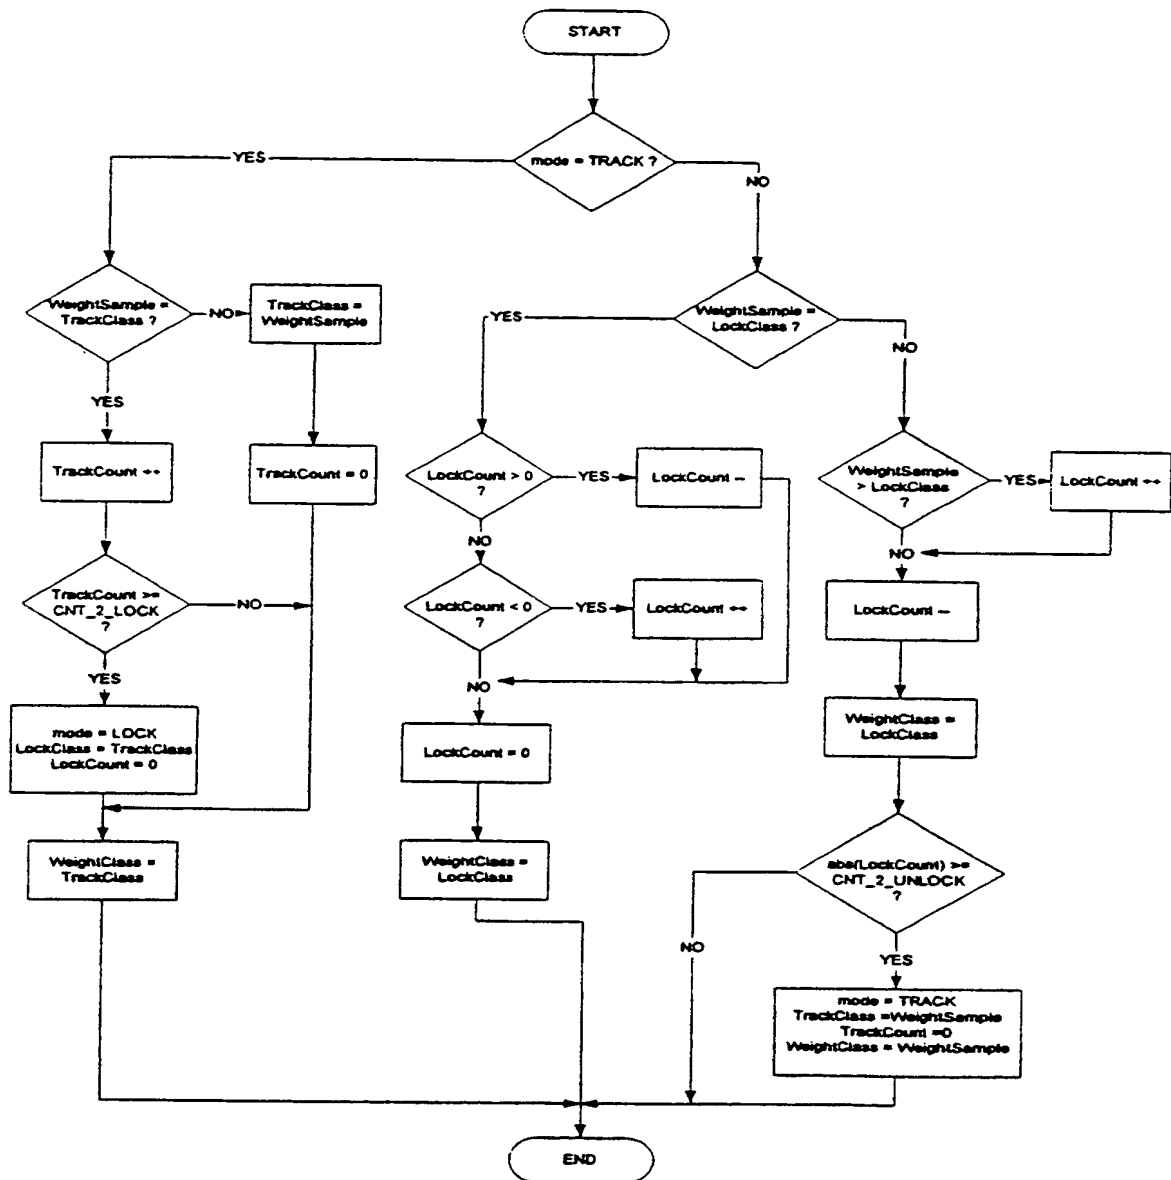 START
mode = TRACK ?
YES
NO
WeightSample =
TrackClass ?
NO
TrackClass =
WeightSample
YES
WeightSample =
LockClass ?
NO
YES
TrackCount ++
TrackCount = 0
LockCount > 0
?
YES
LockCount --
WeightSample
> LockClass
?
YES
LockCount ++
NO
NO
TrackCount >=
CNT_2_LOCK
?
NO
LockCount < 0
?
YES
LockCount ++
LockCount --
YES
NO
mode = LOCK
LockClass = TrackClass
LockCount = 0
LockCount = 0
WeightClass =
LockClass
WeightClass =
TrackClass
WeightClass =
LockClass
abs(LockCount) >=
CNT_2_UNLOCK
?
NO
YES
mode = TRACK
TrackClass =WeightSample
TrackCount =0
WeightClass = WeightSample
END